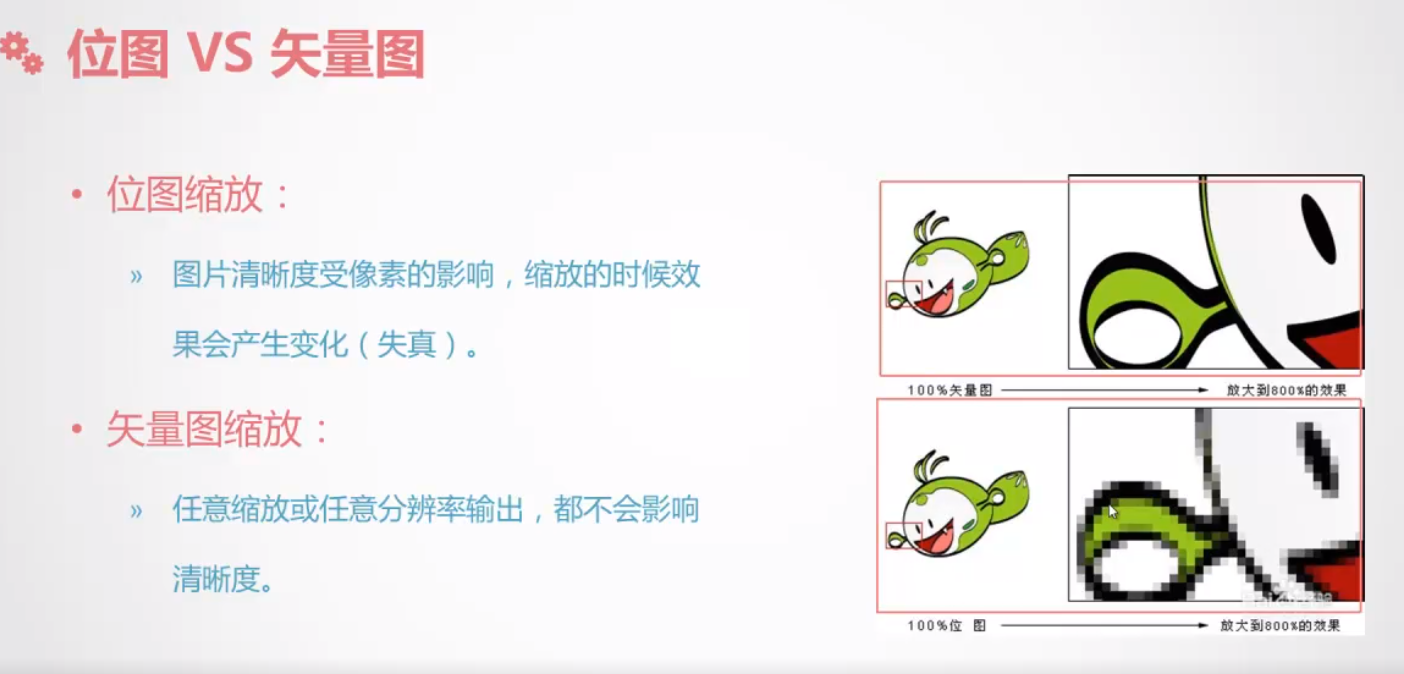 位图 VS 矢量图
• 位图缩放：
» 图片清晰度受像素的影响，缩放的时候效
果会产生变化（失真）。
• 矢量图缩放：
» 任意缩放或任意分辨率输出，都不会影响
清晰度。
100%矢量图
放大到800%的效果
100%位 图
放大到800%的效果